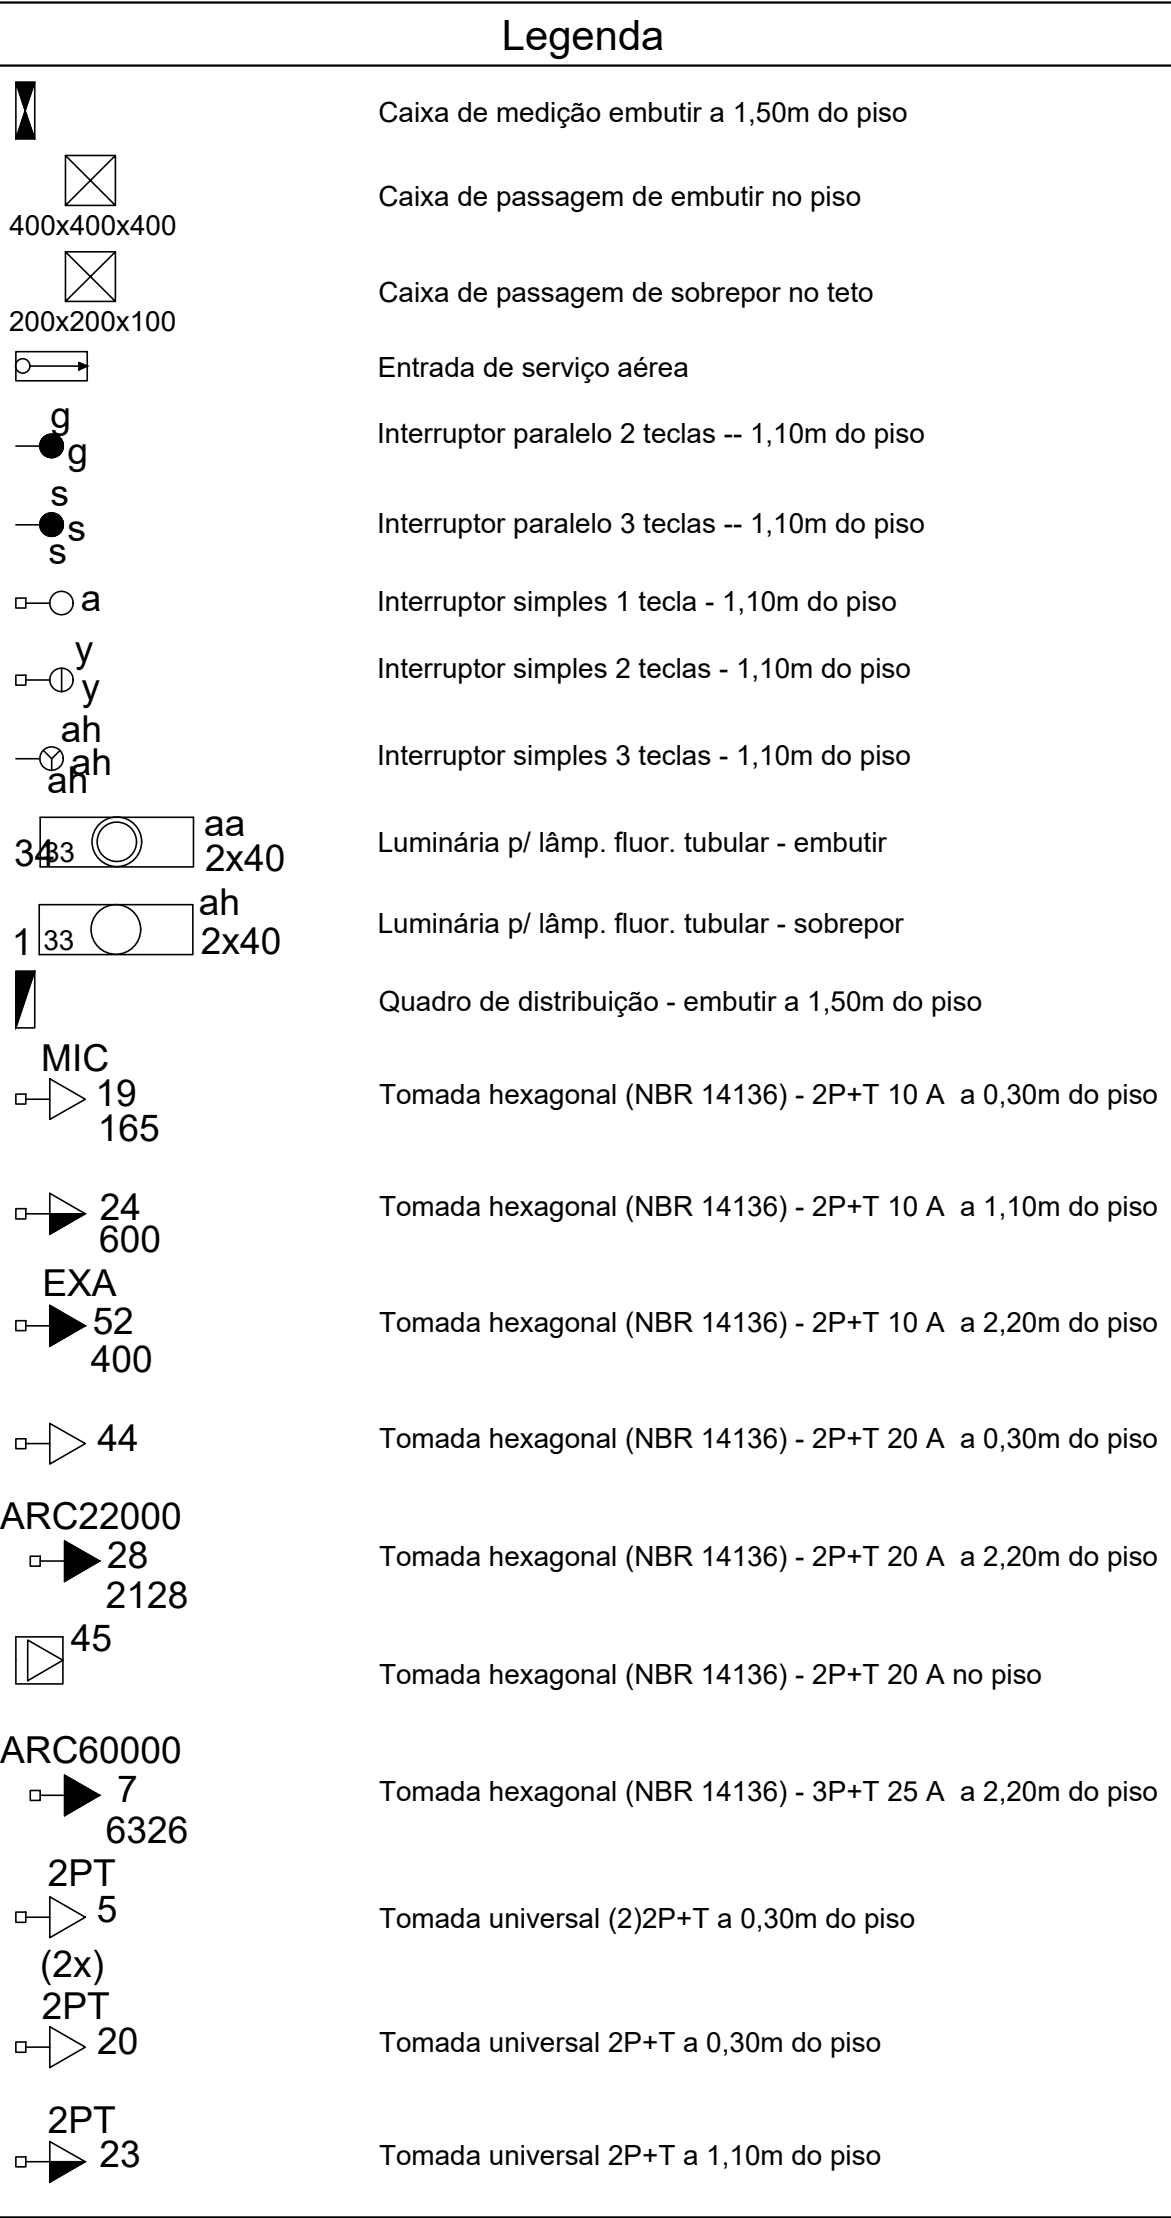 Legenda
Caixa de medição embutir a 1,50m do piso
400x400x400
Caixa de passagem de embutir no piso
200x200x100
Caixa de passagem de sobrepor no teto
Entrada de serviço aérea
g
g
Interruptor paralelo 2 teclas -- 1,10m do piso
s
s
s
Interruptor paralelo 3 teclas -- 1,10m do piso
a
Interruptor simples 1 tecla - 1,10m do piso
y
y
Interruptor simples 2 teclas - 1,10m do piso
ah
ah
ah
Interruptor simples 3 teclas - 1,10m do piso
aa
34 33 2x40
Luminária p/ lâmp. fluor. tubular - embutir
ah
1 33 2x40
Luminária p/ lâmp. fluor. tubular - sobrepor
Quadro de distribuição - embutir a 1,50m do piso
MIC
19
165
Tomada hexagonal (NBR 14136) - 2P+T 10 A a 0,30m do piso
24
600
Tomada hexagonal (NBR 14136) - 2P+T 10 A a 1,10m do piso
EXA
52
400
Tomada hexagonal (NBR 14136) - 2P+T 10 A a 2,20m do piso
44
Tomada hexagonal (NBR 14136) - 2P+T 20 A a 0,30m do piso
ARC22000
28
2128
Tomada hexagonal (NBR 14136) - 2P+T 20 A a 2,20m do piso
45
Tomada hexagonal (NBR 14136) - 2P+T 20 A no piso
ARC60000
7
6326
Tomada hexagonal (NBR 14136) - 3P+T 25 A a 2,20m do piso
2PT
5
(2x)
Tomada universal (2)2P+T a 0,30m do piso
2PT
20
Tomada universal 2P+T a 0,30m do piso
2PT
23
Tomada universal 2P+T a 1,10m do piso